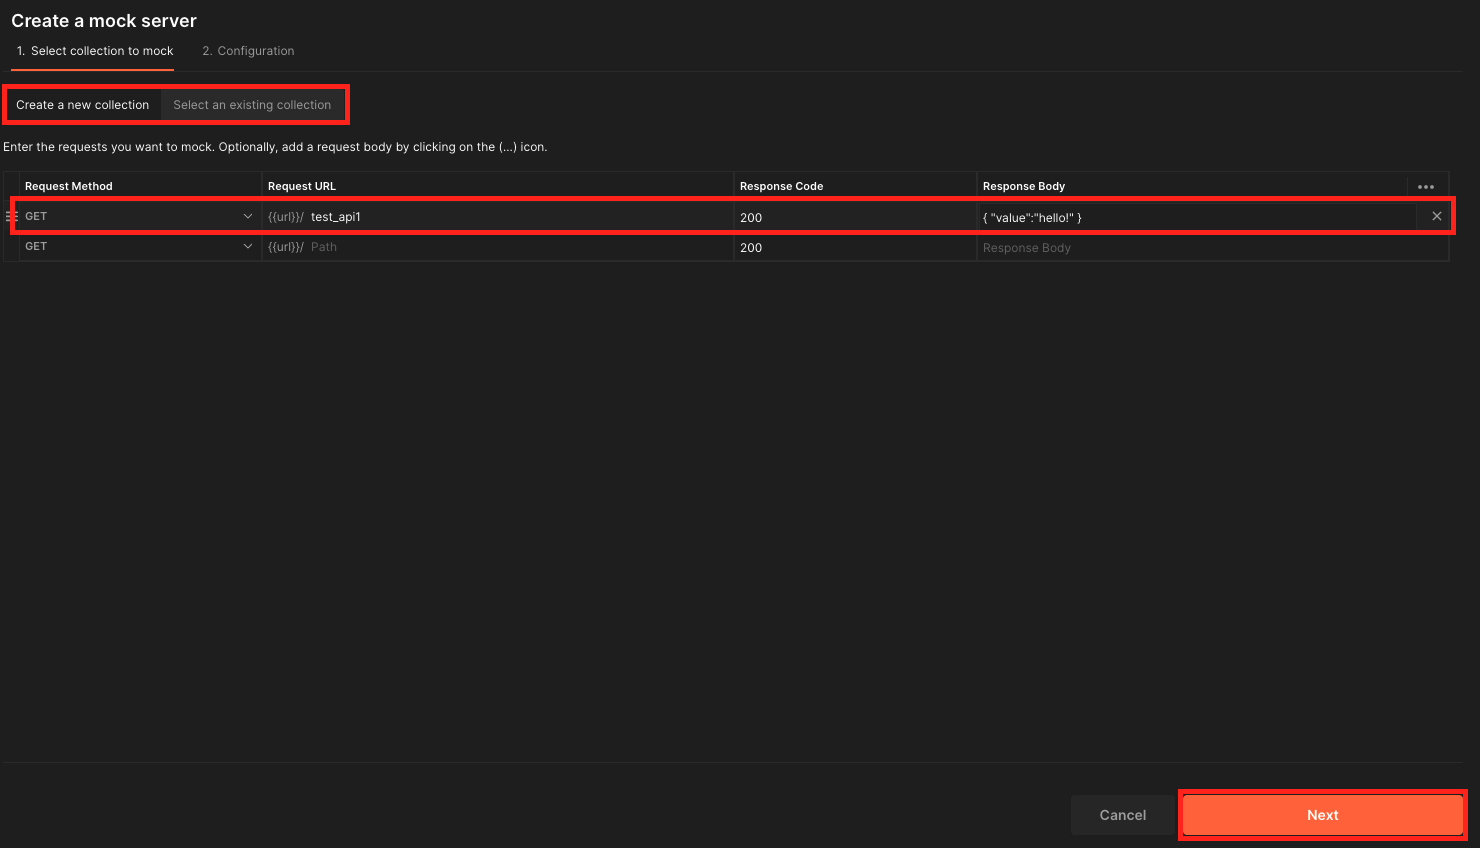 Create a mock server
1. Select collection to mock 2. Configuration
Create a new collection Select an existing collection
Enter the requests you want to mock. Optionally, add a request body by clicking on the (...) icon.
Request Method Request URL Response Code Response Body
GET {{url}}/ test_api1 200 { "value":"hello!" }
GET {{url}}/ Path 200 Response Body
Cancel Next